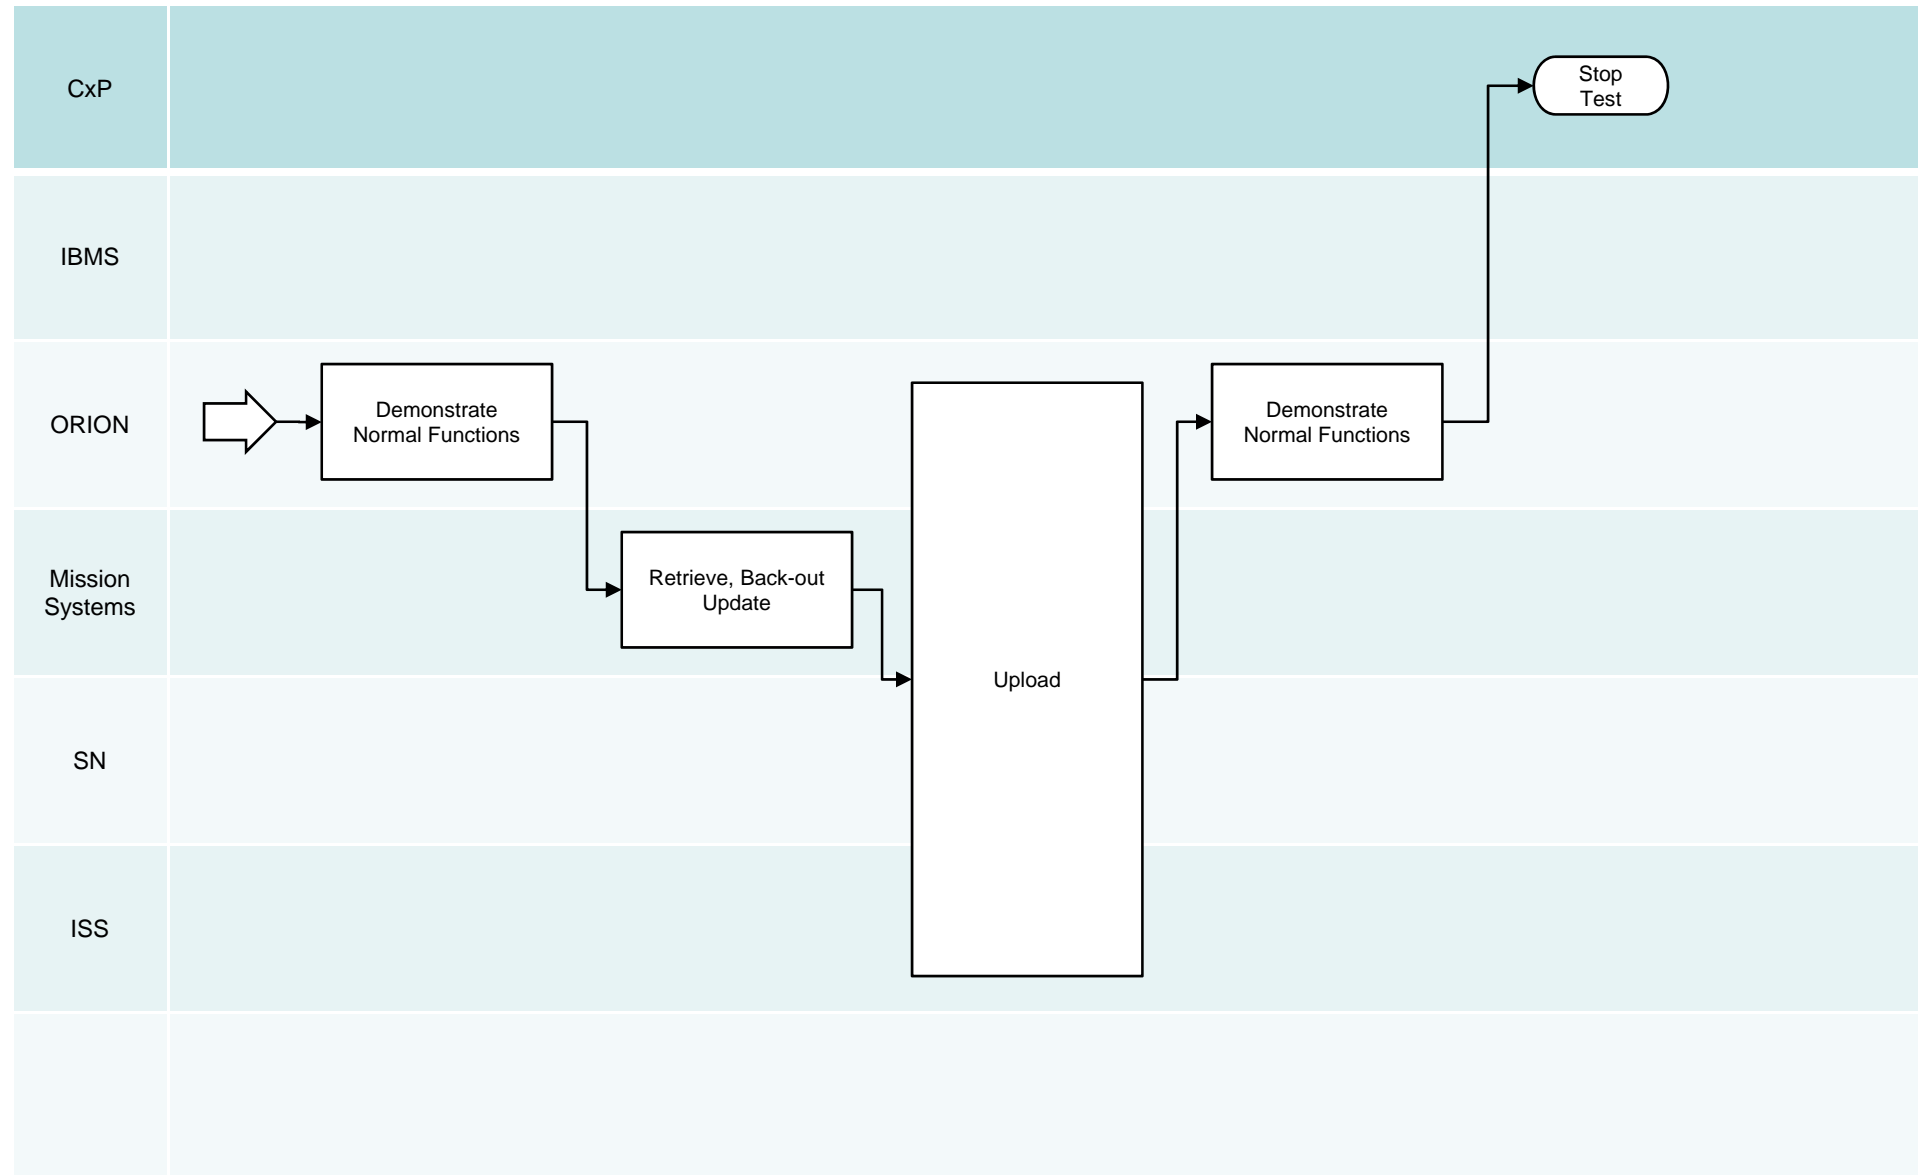 CxP
Stop
Test
IBMS
ORION
Demonstrate
Normal Functions
Demonstrate
Normal Functions
Mission
Systems
Retrieve, Back-out
Update
Upload
SN
ISS